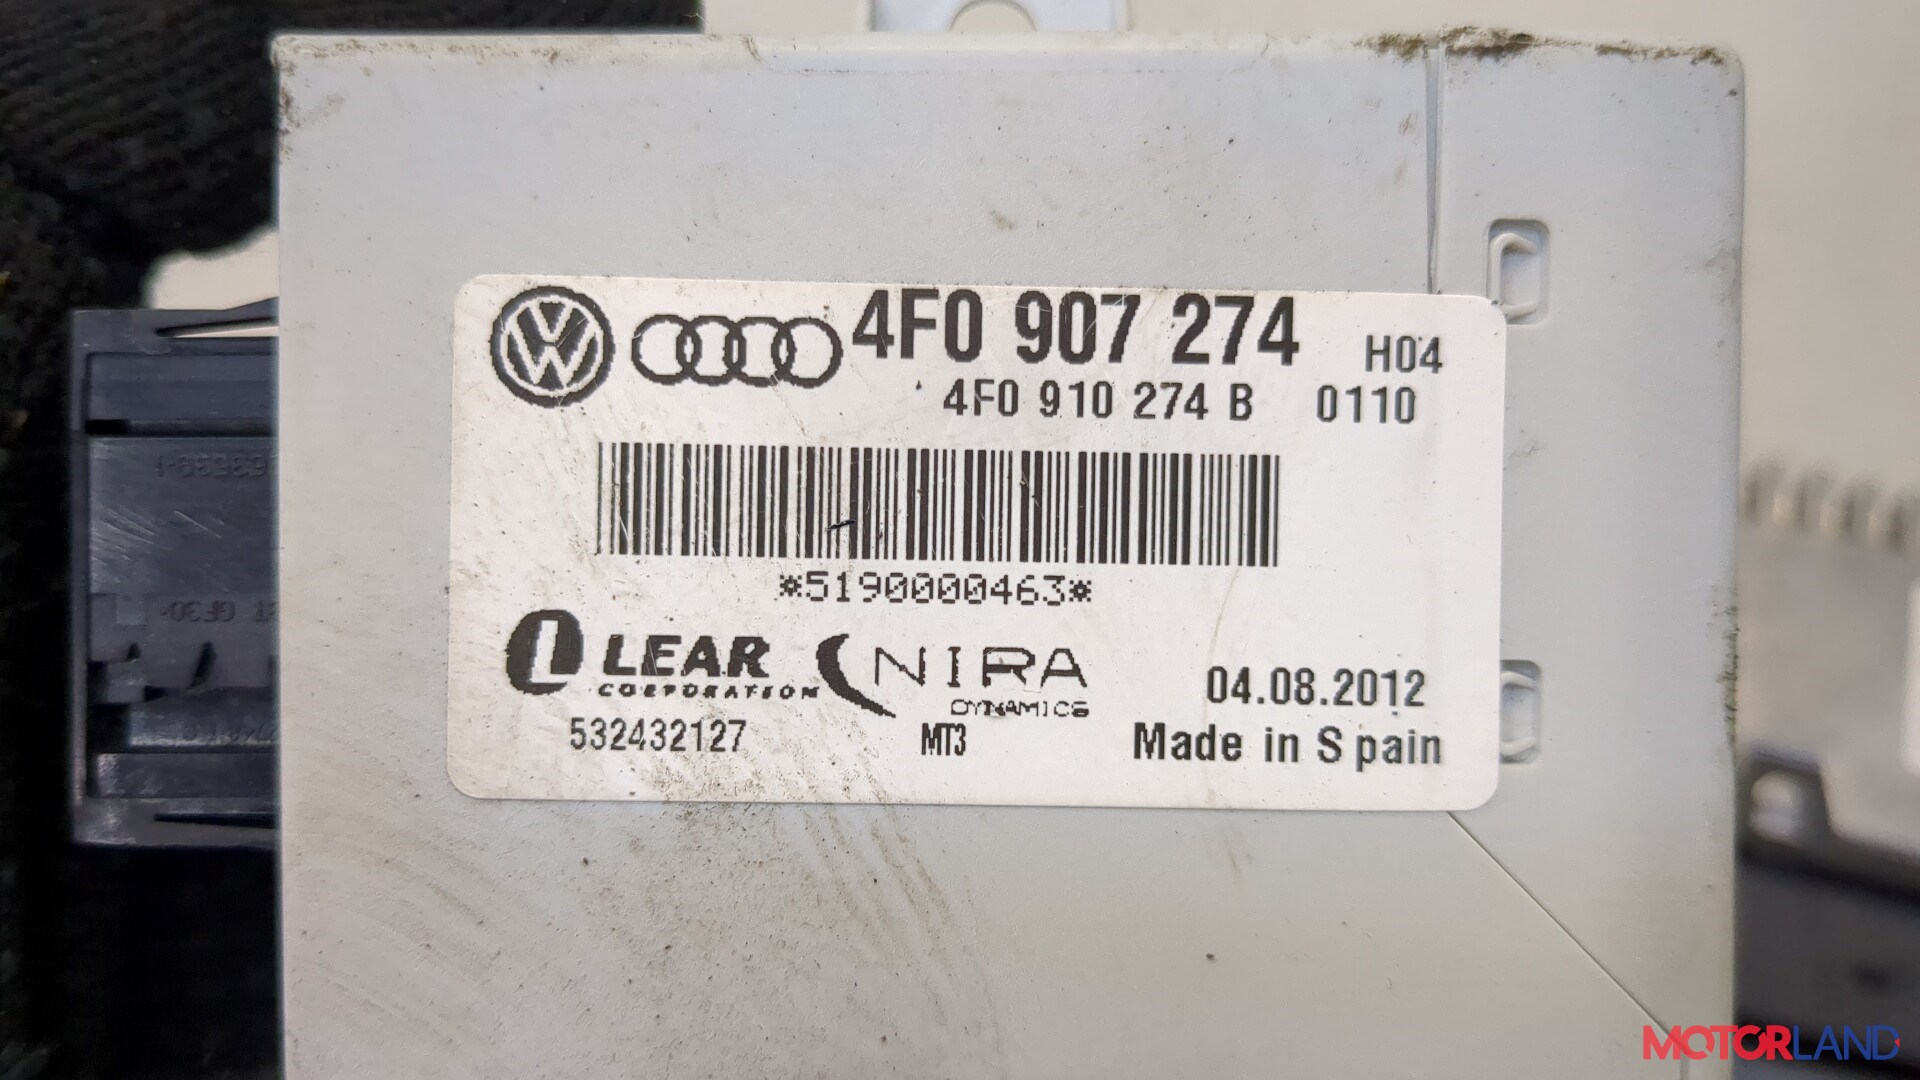 4F0 907 274 H04
4F0 910 274 B 0110
*5190000463*
L LEAR CORPORATION
NIRA DYNAMICS
04.08.2012
532432127 MT3 Made in Spain
MOTORLAND